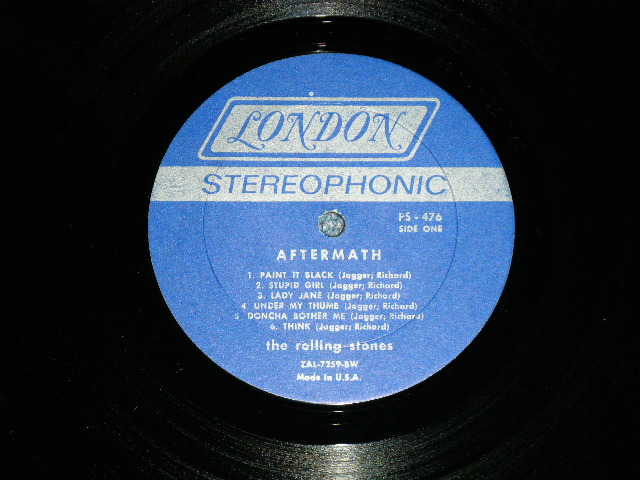 LONDON
STEREOPHONIC
PS - 476
SIDE ONE
AFTERMATH
1. PAINT IT BLACK (Jagger; Richard)
2. STUPID GIRL (Jagger; Richard)
3. LADY JANE (Jagger; Richard)
4. UNDER MY THUMB (Jagger; Richard)
5. DONCHA BOTHER ME (Jagger; Richard)
6. THINK (Jagger; Richard)
the rolling stones
ZAL-7259-BW
Made in U.S.A.